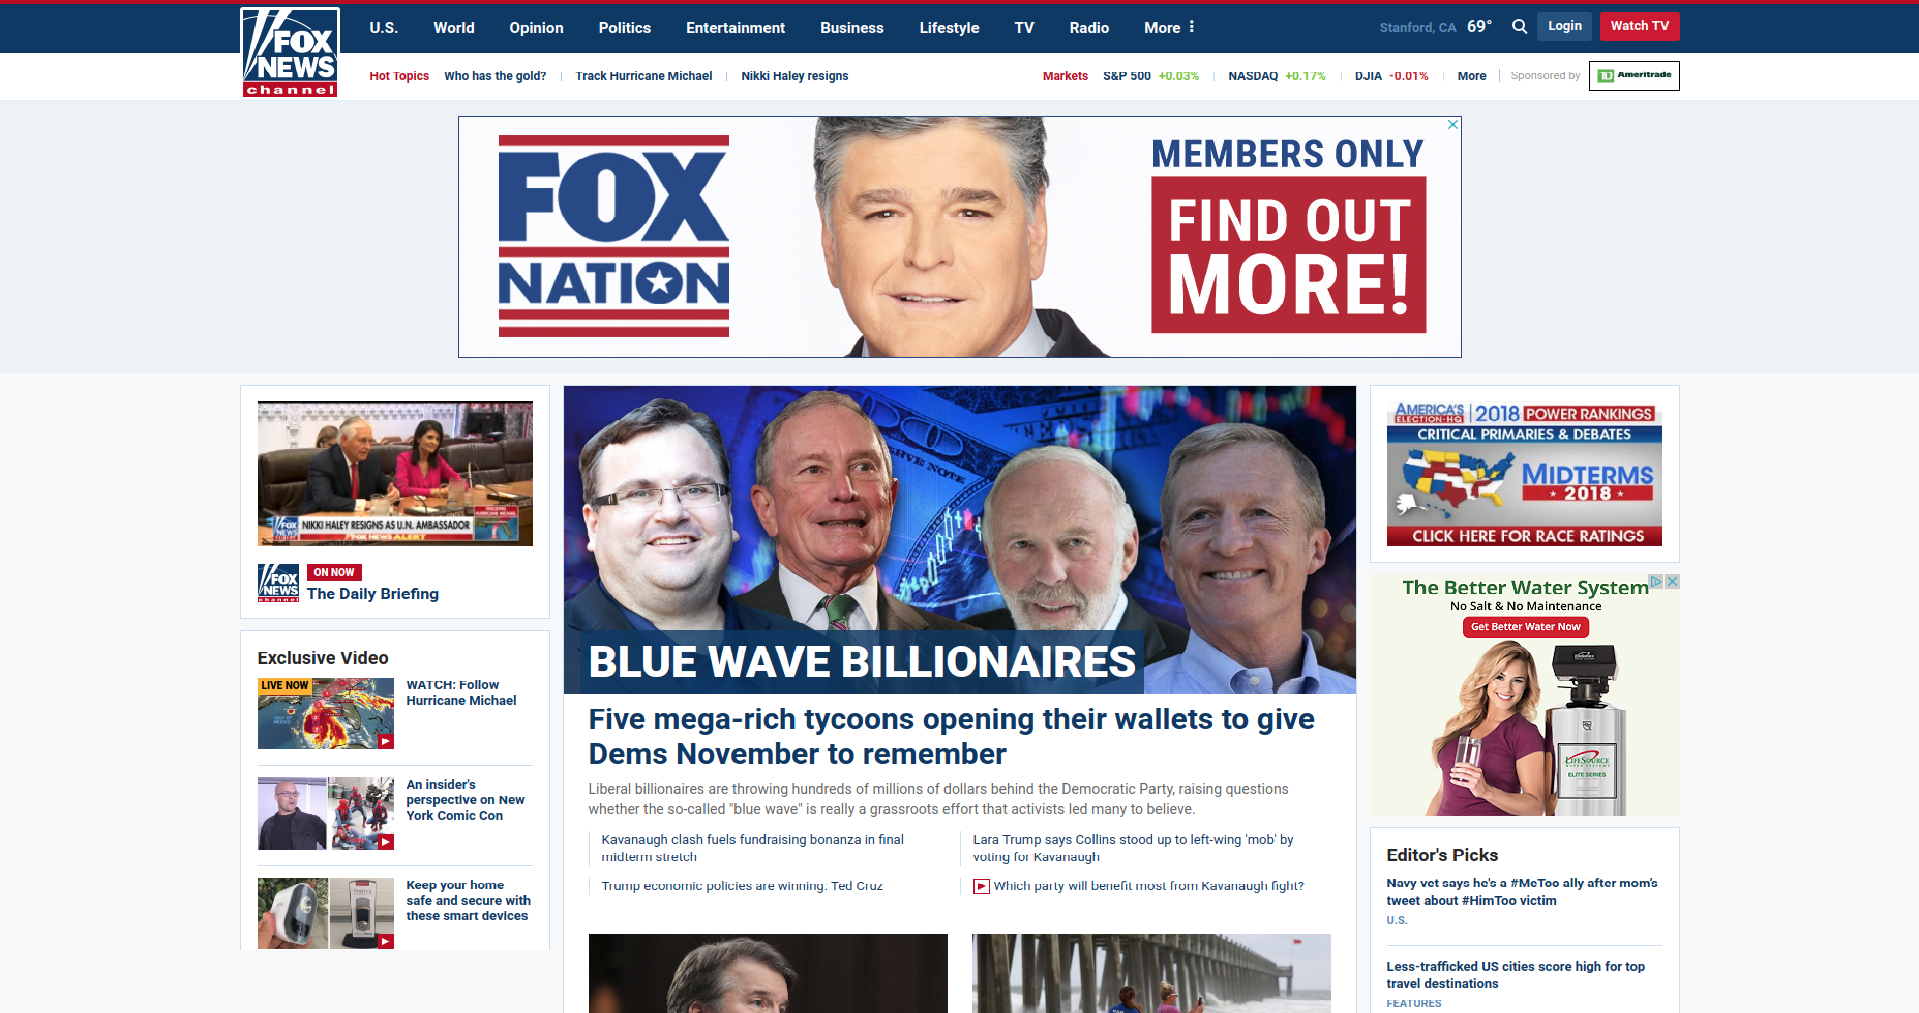 FOX
NEWS
channel
U.S. World Opinion Politics Entertainment Business Lifestyle TV Radio More
Stanford, CA 69° Login Watch TV
Hot Topics Who has the gold? Track Hurricane Michael Nikki Haley resigns
Markets S&P 500 +0.03% NASDAQ +0.17% DJIA -0.01% More Sponsored by TD Ameritrade
FOX
NATION
MEMBERS ONLY
FIND OUT
MORE!
NIKKI HALEY RESIGNS AS U.N. AMBASSADOR
FOX NEWS ALERT
FOX
NEWS
channel
ON NOW
The Daily Briefing
Exclusive Video
LIVE NOW
WATCH: Follow
Hurricane Michael
An insider's
perspective on New
York Comic Con
Keep your home
safe and secure with
these smart devices
BLUE WAVE BILLIONAIRES
Five mega-rich tycoons opening their wallets to give
Dems November to remember
Liberal billionaires are throwing hundreds of millions of dollars behind the Democratic Party, raising questions
whether the so-called "blue wave" is really a grassroots effort that activists led many to believe.
Kavanaugh clash fuels fundraising bonanza in final
midterm stretch
Lara Trump says Collins stood up to left-wing 'mob' by
voting for Kavanaugh
Trump economic policies are winning: Ted Cruz
Which party will benefit most from Kavanaugh fight?
AMERICA'S
ELECTION HQ
2018 POWER RANKINGS
CRITICAL PRIMARIES & DEBATES
MIDTERMS
2018
CLICK HERE FOR RACE RATINGS
The Better Water System
No Salt & No Maintenance
Get Better Water Now
LIFESOURCE
ELITE SERIES
Editor's Picks
Navy vet says he's a #MeToo ally after mom's
tweet about #HimToo victim
U.S.
Less-trafficked US cities score high for top
travel destinations
FEATURES